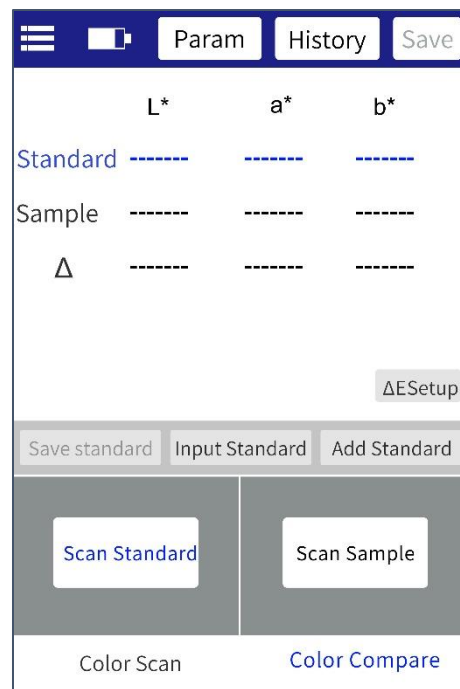 Param History Save
L* a* b*
Standard ------- ------- -------
Sample ------- ------- -------
Δ ------- ------- -------
ΔESetup
Save standard Input Standard Add Standard
Scan Standard Scan Sample
Color Scan Color Compare